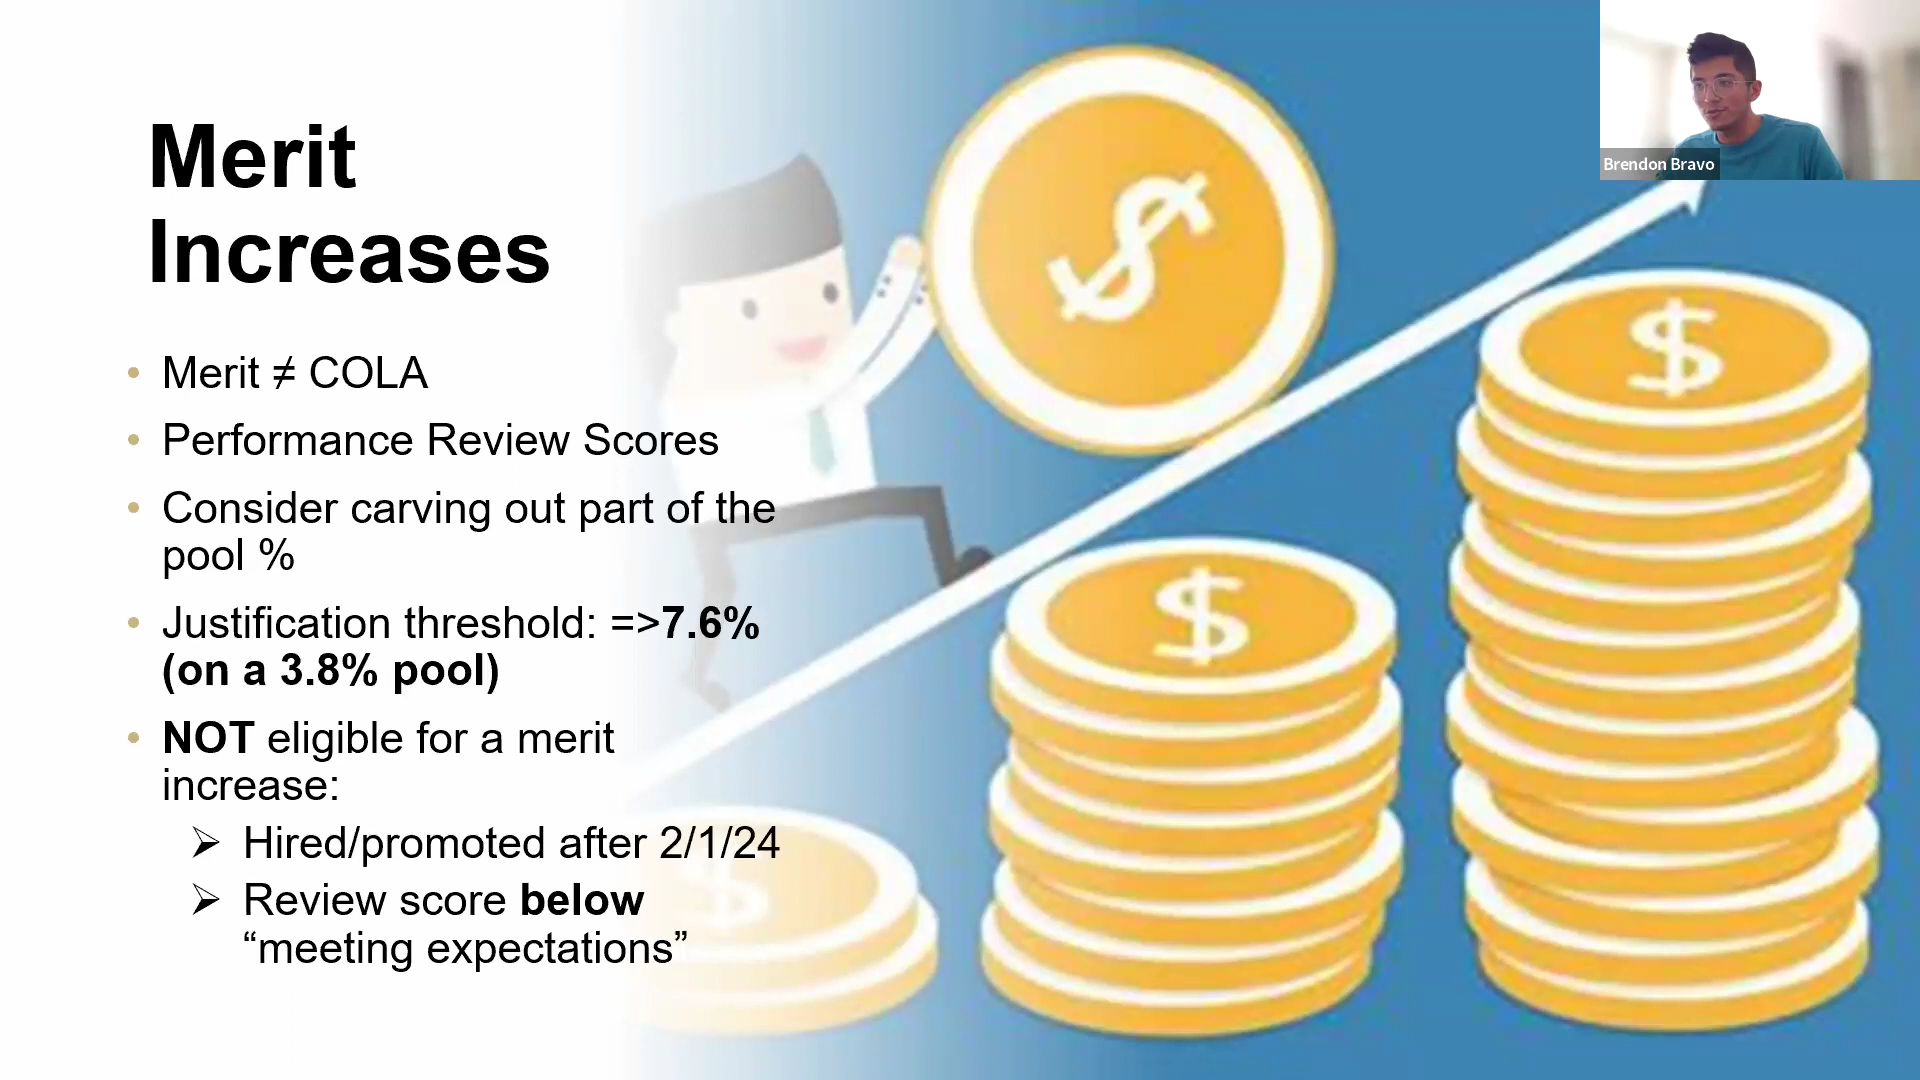 Merit
Increases
• Merit ≠ COLA
• Performance Review Scores
• Consider carving out part of the
pool %
• Justification threshold: =>7.6%
(on a 3.8% pool)
• NOT eligible for a merit
increase:
➢ Hired/promoted after 2/1/24
➢ Review score below
“meeting expectations”
$
$
$
$
Brendon Bravo